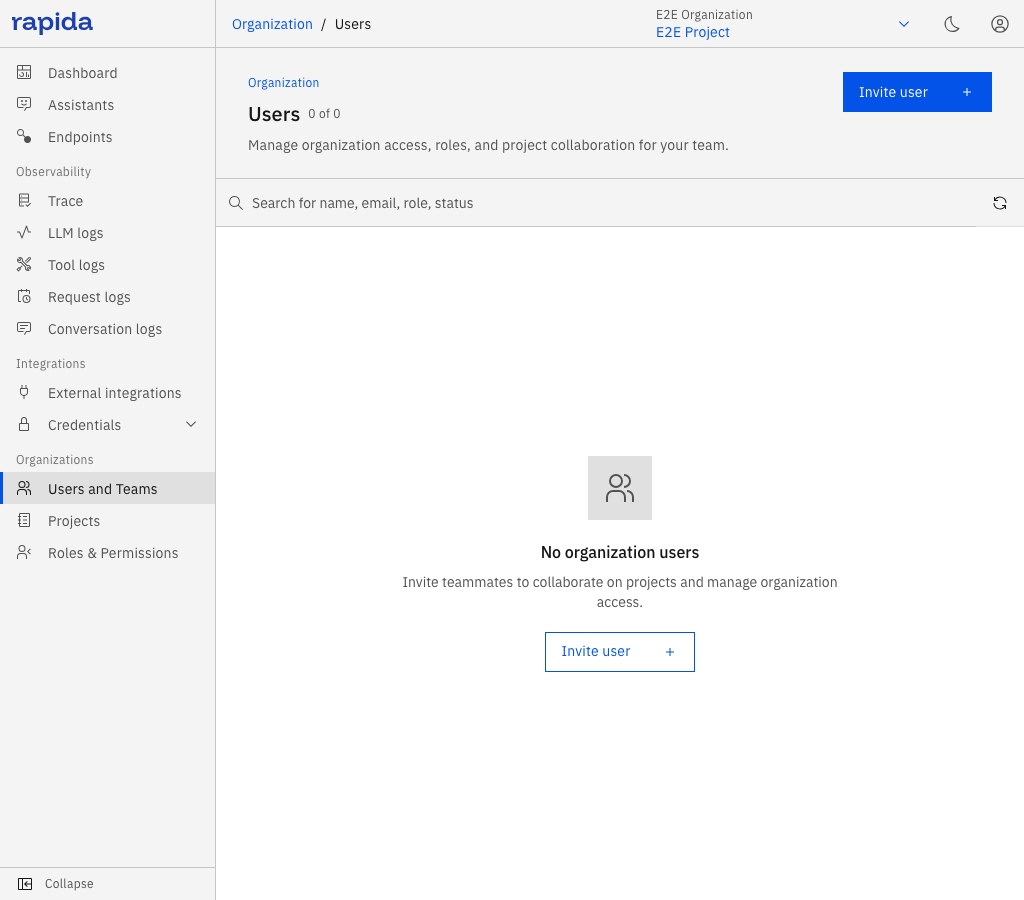 rapida
Organization / Users
E2E Organization
E2E Project
Dashboard
Assistants
Endpoints
Observability
Trace
LLM logs
Tool logs
Request logs
Conversation logs
Integrations
External integrations
Credentials
Organizations
Users and Teams
Projects
Roles & Permissions
Collapse
Organization
Users 0 of 0
Manage organization access, roles, and project collaboration for your team.
Invite user +
Search for name, email, role, status
No organization users
Invite teammates to collaborate on projects and manage organization
access.
Invite user +